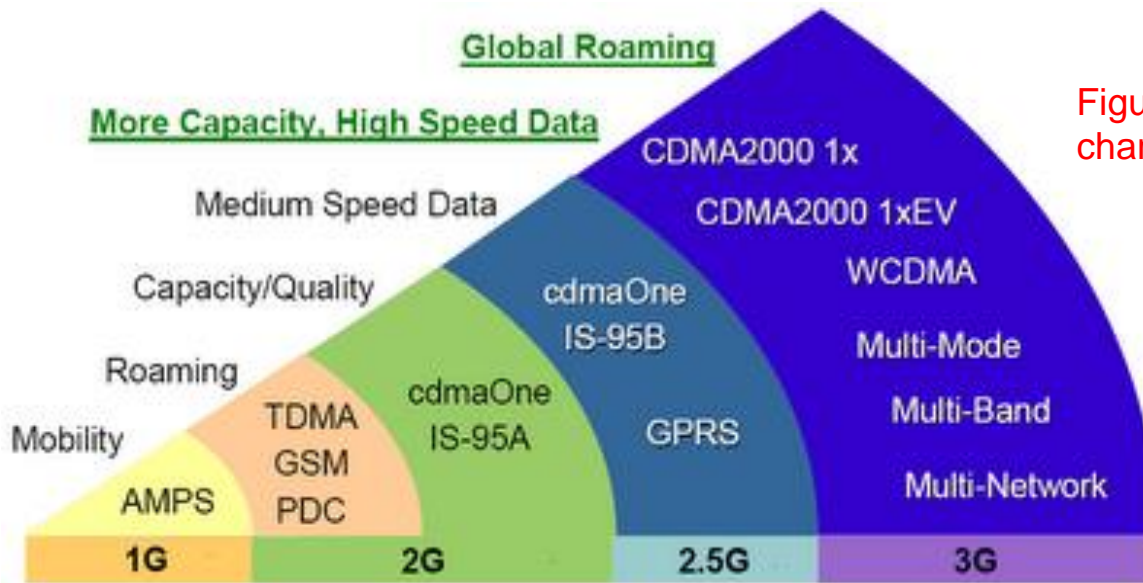 Global Roaming
More Capacity, High Speed Data
Medium Speed Data
Capacity/Quality
Roaming
Mobility
AMPS
TDMA
GSM
PDC
cdmaOne
IS-95A
cdmaOne
IS-95B
GPRS
CDMA2000 1x
CDMA2000 1xEV
WCDMA
Multi-Mode
Multi-Band
Multi-Network
1G
2G
2.5G
3G